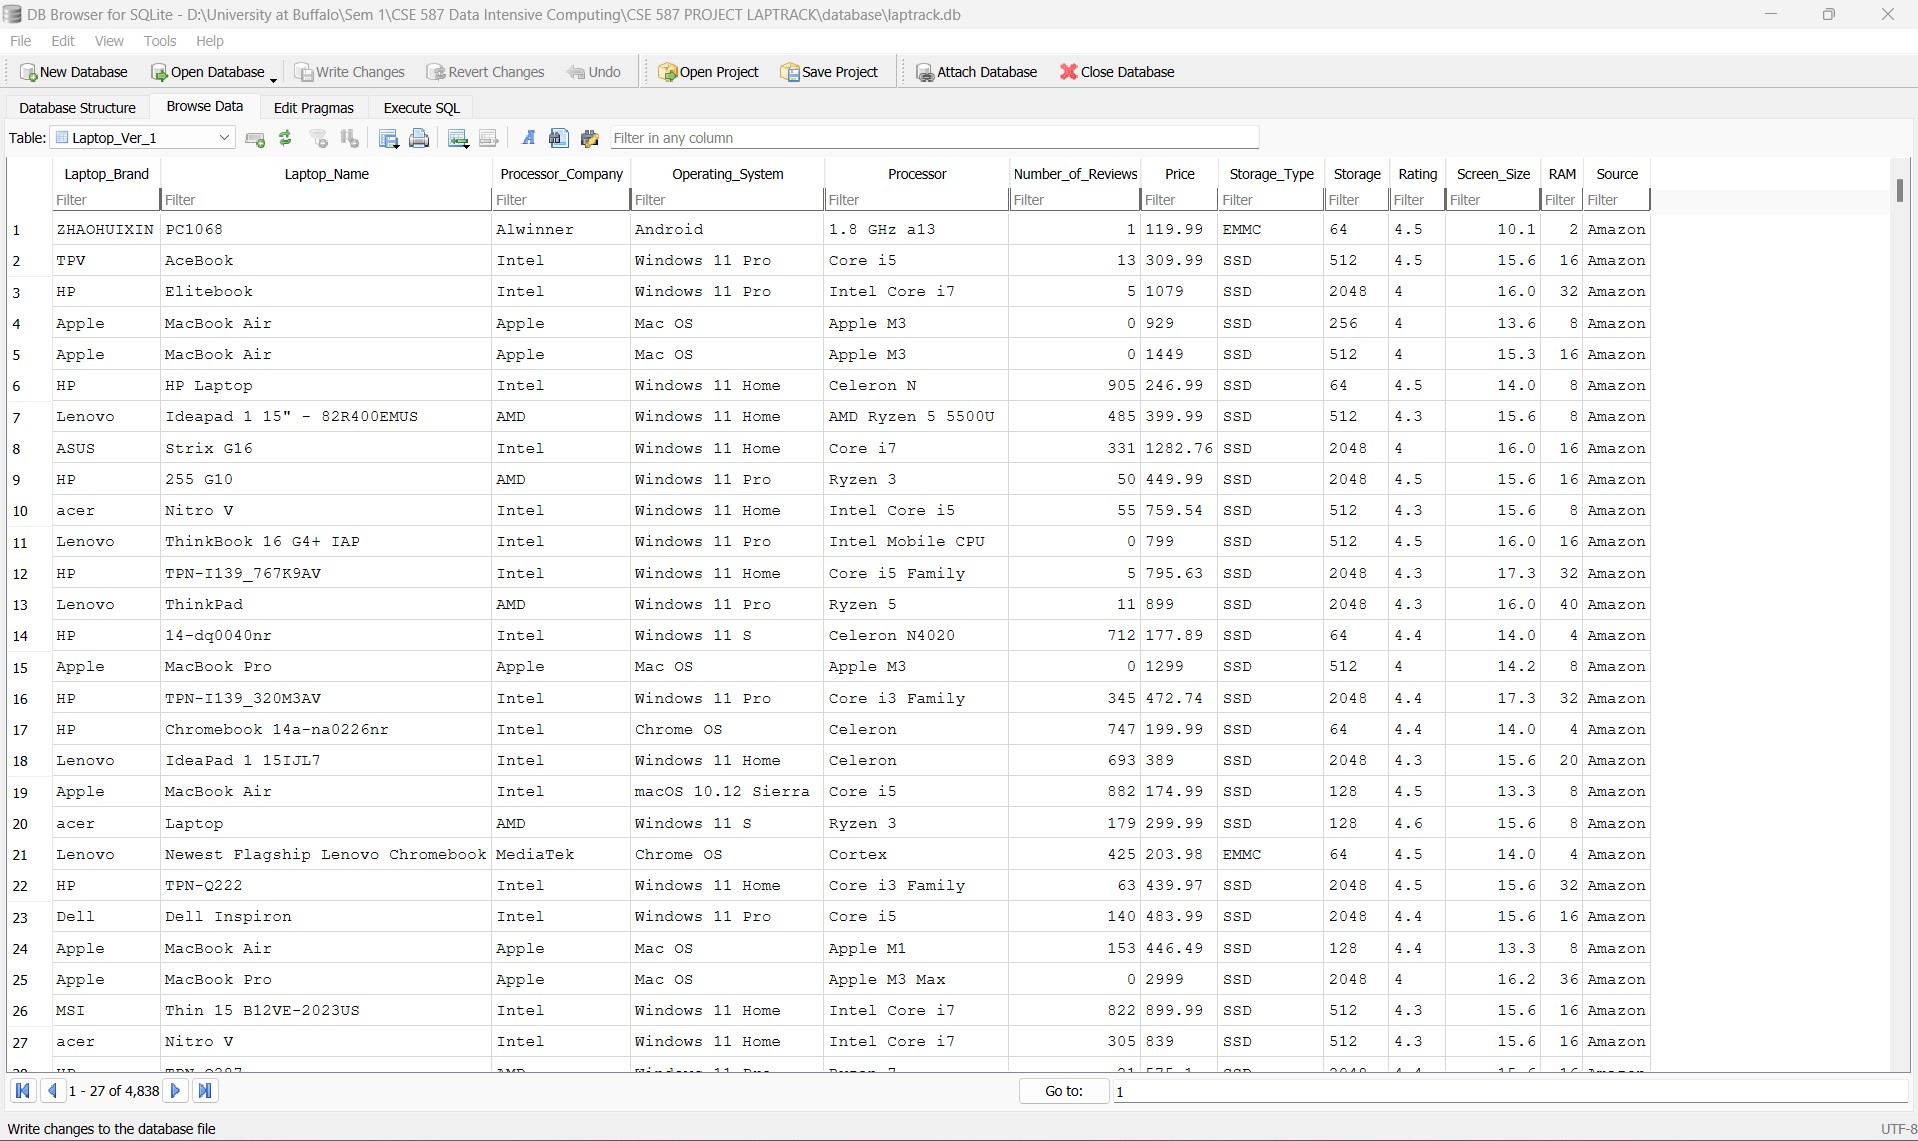 DB Browser for SQLite - D:\University at Buffalo\Sem 1\CSE 587 Data Intensive Computing\CSE 587 PROJECT LAPTRACK\database\laptrack.db
File Edit View Tools Help
New Database Open Database Write Changes Revert Changes Undo Open Project Save Project Attach Database Close Database
Database Structure Browse Data Edit Pragmas Execute SQL
Table: Laptop_Ver_1 Filter in any column
Laptop_Brand Laptop_Name Processor_Company Operating_System Processor Number_of_Reviews Price Storage_Type Storage Rating Screen_Size RAM Source
Filter Filter Filter Filter Filter Filter Filter Filter Filter Filter Filter Filter Filter
1 ZHAOHUIXIN PC1068 Alwinner Android 1.8 GHz a13 1 119.99 EMMC 64 4.5 10.1 2 Amazon
2 TPV AceBook Intel Windows 11 Pro Core i5 13 309.99 SSD 512 4.5 15.6 16 Amazon
3 HP Elitebook Intel Windows 11 Pro Intel Core i7 5 1079 SSD 2048 4 16.0 32 Amazon
4 Apple MacBook Air Apple Mac OS Apple M3 0 929 SSD 256 4 13.6 8 Amazon
5 Apple MacBook Air Apple Mac OS Apple M3 0 1449 SSD 512 4 15.3 16 Amazon
6 HP HP Laptop Intel Windows 11 Home Celeron N 905 246.99 SSD 64 4.5 14.0 8 Amazon
7 Lenovo Ideapad 1 15" - 82R400EMUS AMD Windows 11 Home AMD Ryzen 5 5500U 485 399.99 SSD 512 4.3 15.6 8 Amazon
8 ASUS Strix G16 Intel Windows 11 Home Core i7 331 1282.76 SSD 2048 4 16.0 16 Amazon
9 HP 255 G10 AMD Windows 11 Pro Ryzen 3 50 449.99 SSD 2048 4.5 15.6 16 Amazon
10 acer Nitro V Intel Windows 11 Home Intel Core i5 55 759.54 SSD 512 4.3 15.6 8 Amazon
11 Lenovo ThinkBook 16 G4+ IAP Intel Windows 11 Pro Intel Mobile CPU 0 799 SSD 512 4.5 16.0 16 Amazon
12 HP TPN-I139_767K9AV Intel Windows 11 Home Core i5 Family 5 795.63 SSD 2048 4.3 17.3 32 Amazon
13 Lenovo ThinkPad AMD Windows 11 Pro Ryzen 5 11 899 SSD 2048 4.3 16.0 40 Amazon
14 HP 14-dq0040nr Intel Windows 11 S Celeron N4020 712 177.89 SSD 64 4.4 14.0 4 Amazon
15 Apple MacBook Pro Apple Mac OS Apple M3 0 1299 SSD 512 4 14.2 8 Amazon
16 HP TPN-I139_320M3AV Intel Windows 11 Pro Core i3 Family 345 472.74 SSD 2048 4.4 17.3 32 Amazon
17 HP Chromebook 14a-na0226nr Intel Chrome OS Celeron 747 199.99 SSD 64 4.4 14.0 4 Amazon
18 Lenovo IdeaPad 1 15IJL7 Intel Windows 11 Home Celeron 693 389 SSD 2048 4.3 15.6 20 Amazon
19 Apple MacBook Air Intel macOS 10.12 Sierra Core i5 882 174.99 SSD 128 4.5 13.3 8 Amazon
20 acer Laptop AMD Windows 11 S Ryzen 3 179 299.99 SSD 128 4.6 15.6 8 Amazon
21 Lenovo Newest Flagship Lenovo Chromebook MediaTek Chrome OS Cortex 425 203.98 EMMC 64 4.5 14.0 4 Amazon
22 HP TPN-Q222 Intel Windows 11 Home Core i3 Family 63 439.97 SSD 2048 4.5 15.6 32 Amazon
23 Dell Dell Inspiron Intel Windows 11 Pro Core i5 140 483.99 SSD 2048 4.4 15.6 16 Amazon
24 Apple MacBook Air Apple Mac OS Apple M1 153 446.49 SSD 128 4.4 13.3 8 Amazon
25 Apple MacBook Pro Apple Mac OS Apple M3 Max 0 2999 SSD 2048 4 16.2 36 Amazon
26 MSI Thin 15 B12VE-2023US Intel Windows 11 Home Intel Core i7 822 899.99 SSD 512 4.3 15.6 16 Amazon
27 acer Nitro V Intel Windows 11 Home Intel Core i7 305 839 SSD 512 4.3 15.6 16 Amazon
1 - 27 of 4,838 Go to: 1
Write changes to the database file UTF-8